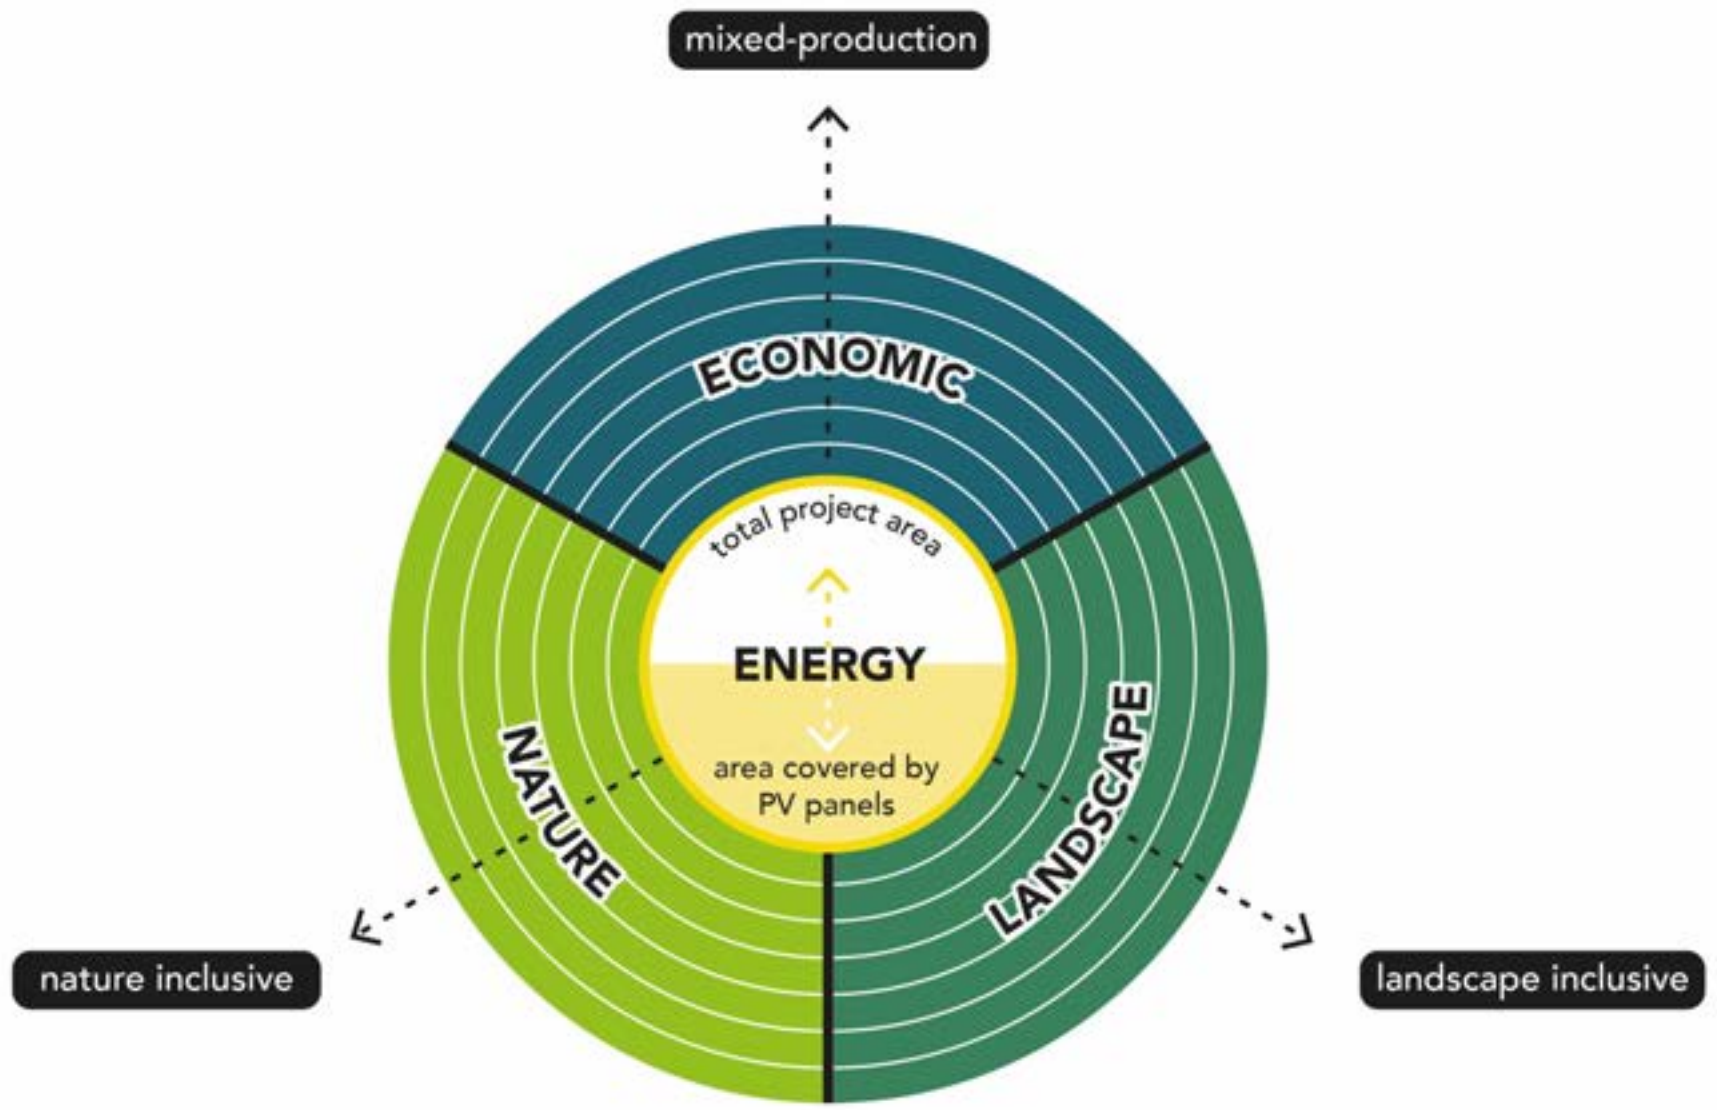 mixed-production
ECONOMIC
total project area
ENERGY
area covered by
PV panels
NATURE
LANDSCAPE
nature inclusive
landscape inclusive